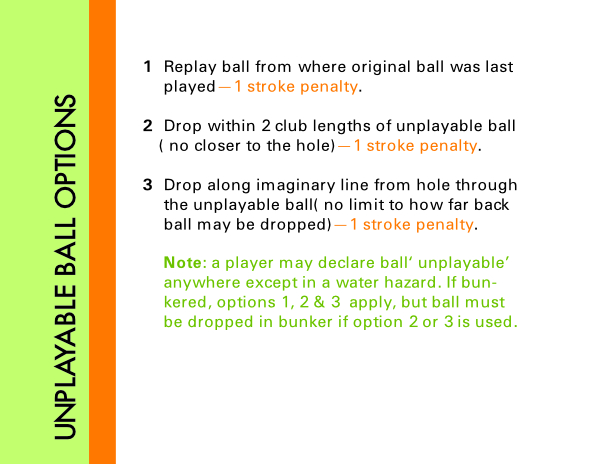 UNPLAYABLE BALL OPTIONS
1 Replay ball from where original ball was last
played — 1 stroke penalty.
2 Drop within 2 club lengths of unplayable ball
( no closer to the hole) — 1 stroke penalty.
3 Drop along imaginary line from hole through
the unplayable ball( no limit to how far back
ball may be dropped) — 1 stroke penalty.
Note: a player may declare ball‘ unplayable’
anywhere except in a water hazard. If bun-
kered, options 1, 2 & 3 apply, but ball must
be dropped in bunker if option 2 or 3 is used.